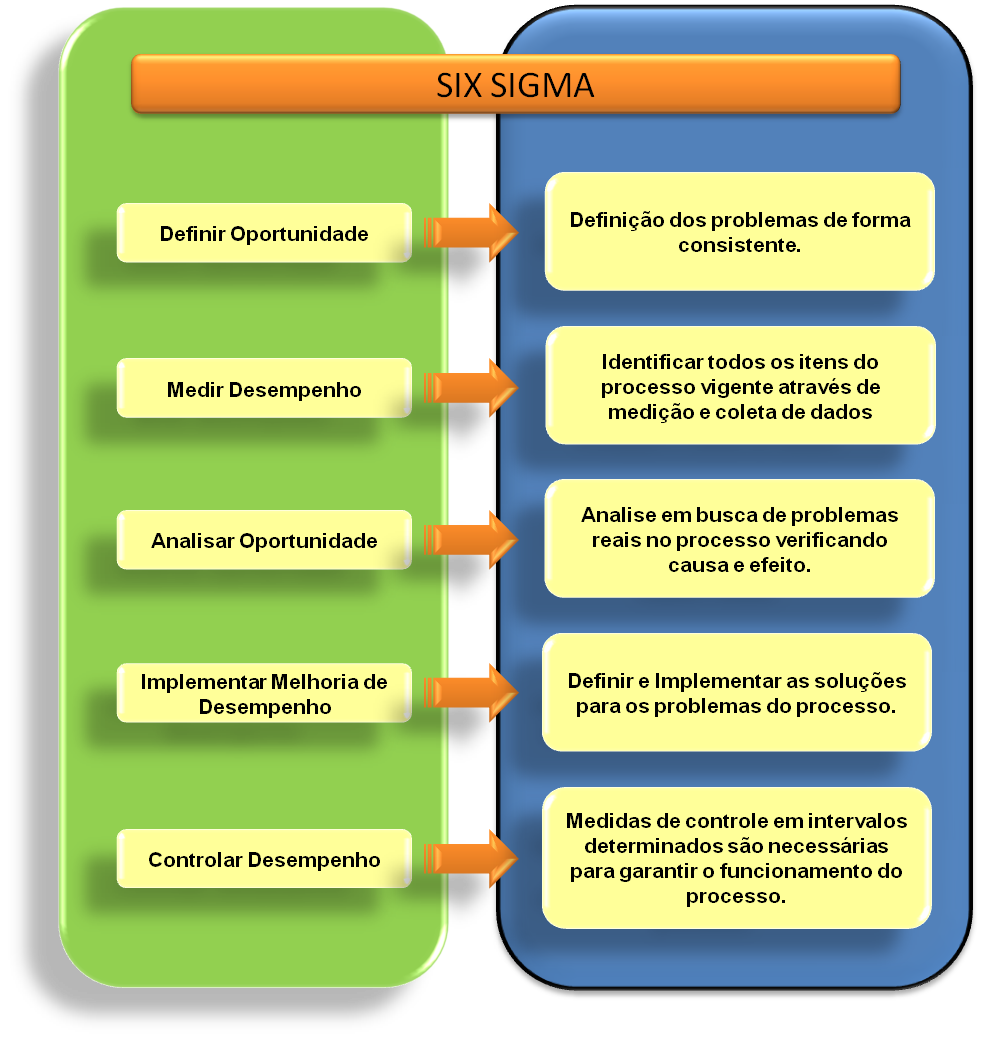 SIX SIGMA
Definir Oportunidade
Definição dos problemas de forma
consistente.
Medir Desempenho
Identificar todos os itens do
processo vigente através de
medição e coleta de dados
Analisar Oportunidade
Analise em busca de problemas
reais no processo verificando
causa e efeito.
Implementar Melhoria de
Desempenho
Definir e Implementar as soluções
para os problemas do processo.
Controlar Desempenho
Medidas de controle em intervalos
determinados são necessárias
para garantir o funcionamento do
processo.